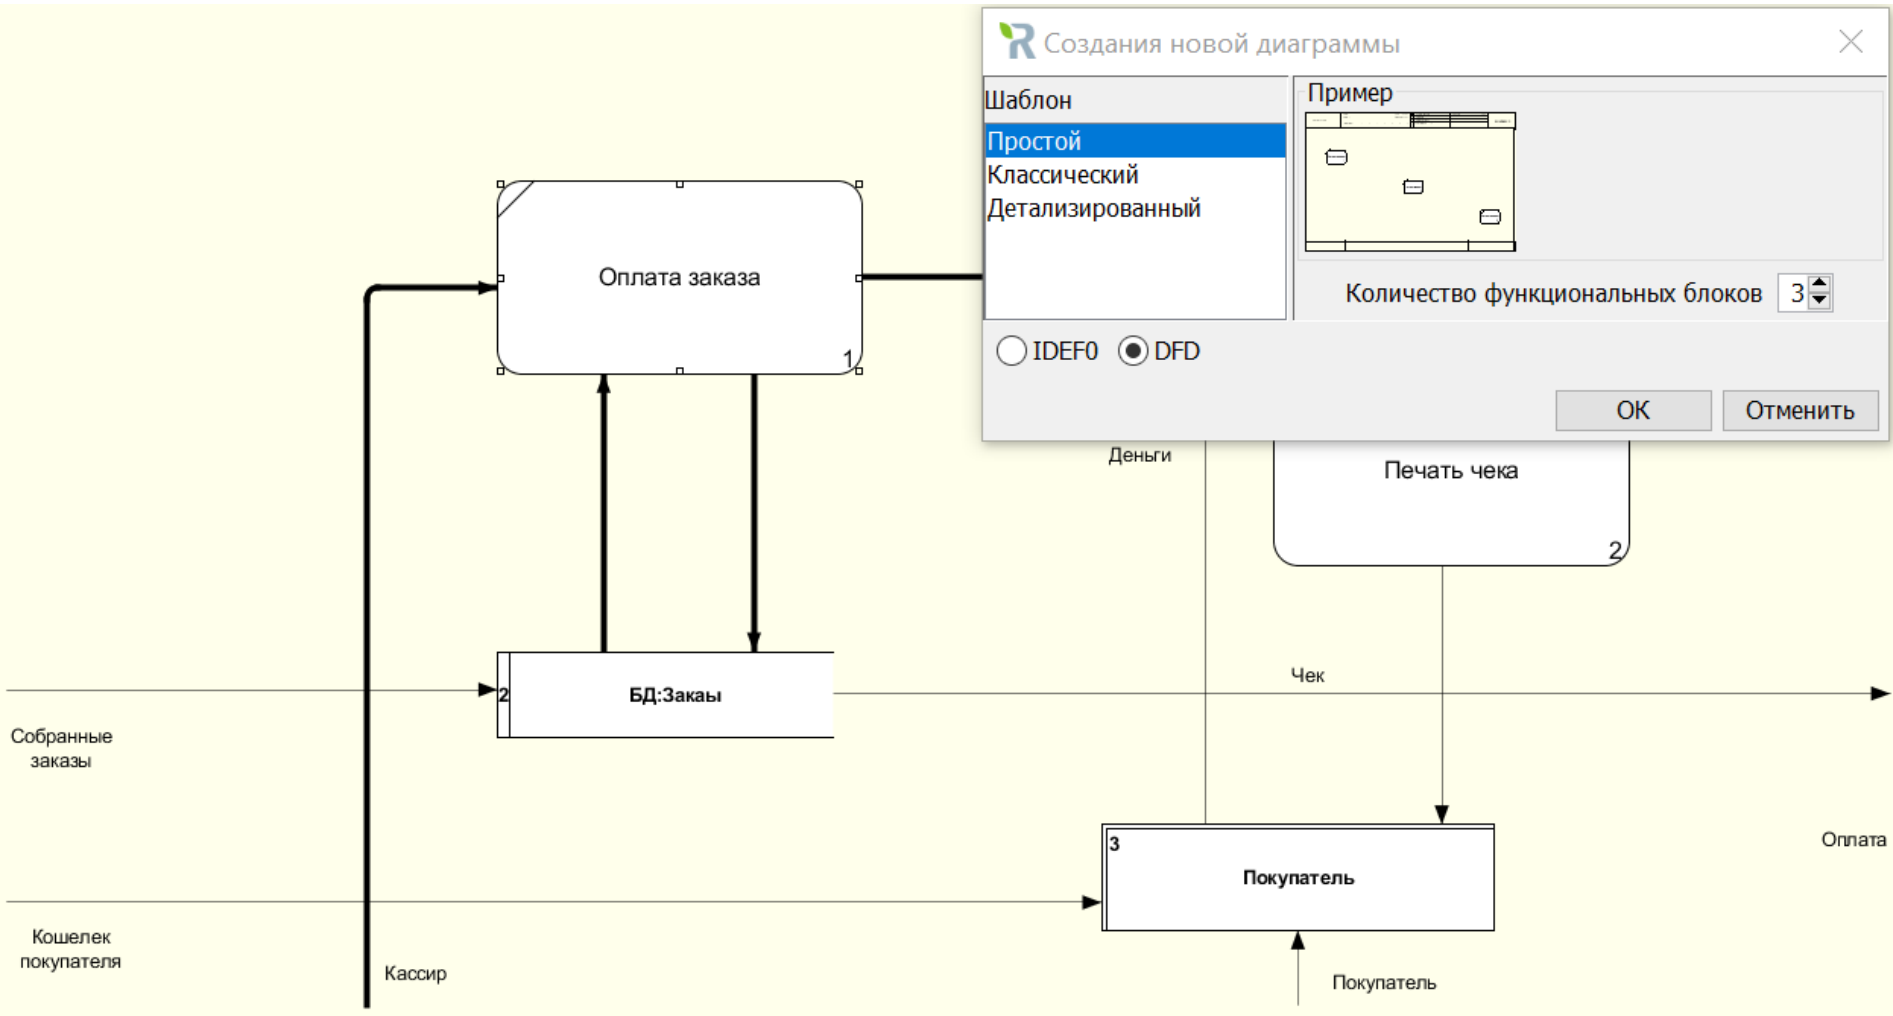 Создания новой диаграммы
Шаблон
Простой
Классический
Детализированный
Пример
Количество функциональных блоков 3
IDEF0 DFD
ОК Отменить
Оплата заказа
1
Деньги
Печать чека
2
2 БД:Закаы
Чек
Собранные
заказы
Оплата
3
Покупатель
Кошелек
покупателя
Кассир
Покупатель